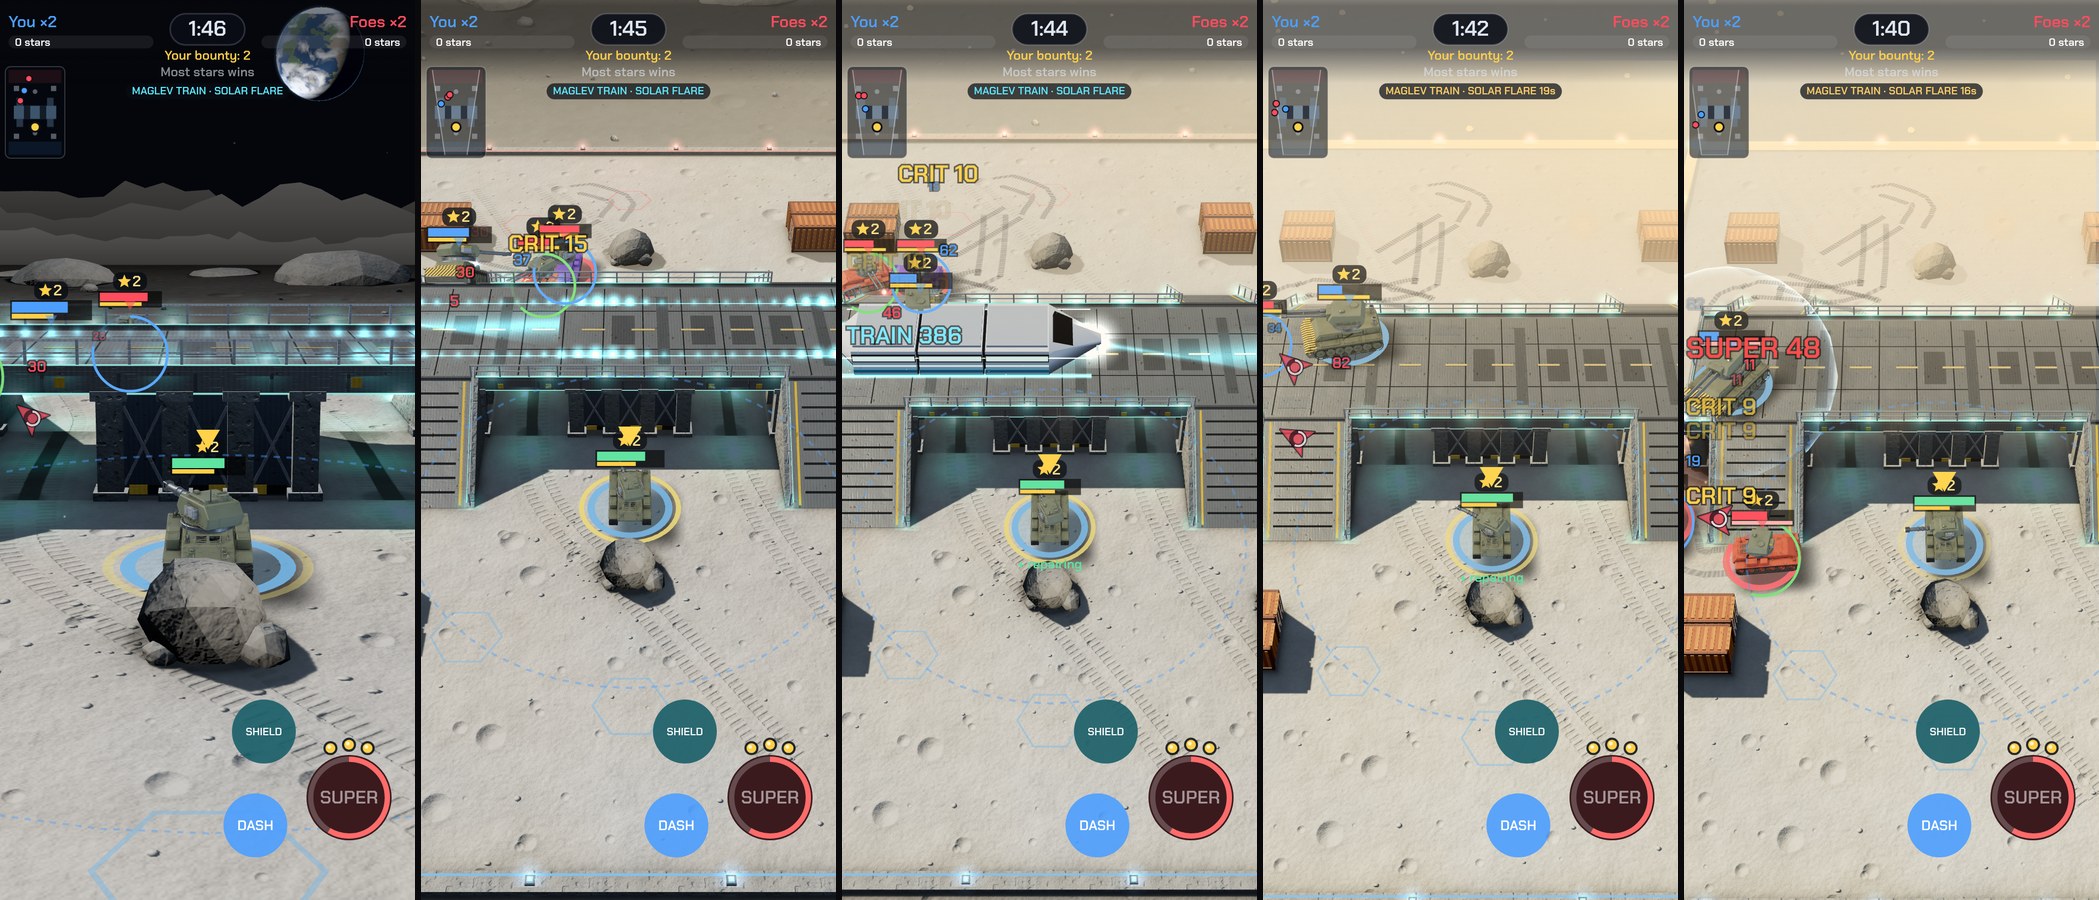 You ×2
1:46
Foes ×2
0 stars
0 stars
Your bounty: 2
Most stars wins
MAGLEV TRAIN · SOLAR FLARE
★2
★2
30
★2
SHIELD
SUPER
DASH
You ×2
1:45
Foes ×2
0 stars
0 stars
Your bounty: 2
Most stars wins
MAGLEV TRAIN · SOLAR FLARE
★2
★2
CRIT 15
37
30
5
★2
SHIELD
SUPER
DASH
You ×2
1:44
Foes ×2
0 stars
0 stars
Your bounty: 2
Most stars wins
MAGLEV TRAIN · SOLAR FLARE
CRIT 10
★2
★2
62
★2
46
TRAIN 386
★2
repairing
SHIELD
SUPER
DASH
You ×2
1:42
Foes ×2
0 stars
0 stars
Your bounty: 2
Most stars wins
MAGLEV TRAIN · SOLAR FLARE 19s
★2
2
34
82
★2
repairing
SHIELD
SUPER
DASH
You ×2
1:40
Foes ×2
0 stars
0 stars
Your bounty: 2
Most stars wins
MAGLEV TRAIN · SOLAR FLARE 16s
★2
SUPER 48
11
11
CRIT 9
CRIT 9
19
CRIT 9
★2
★2
SHIELD
SUPER
DASH